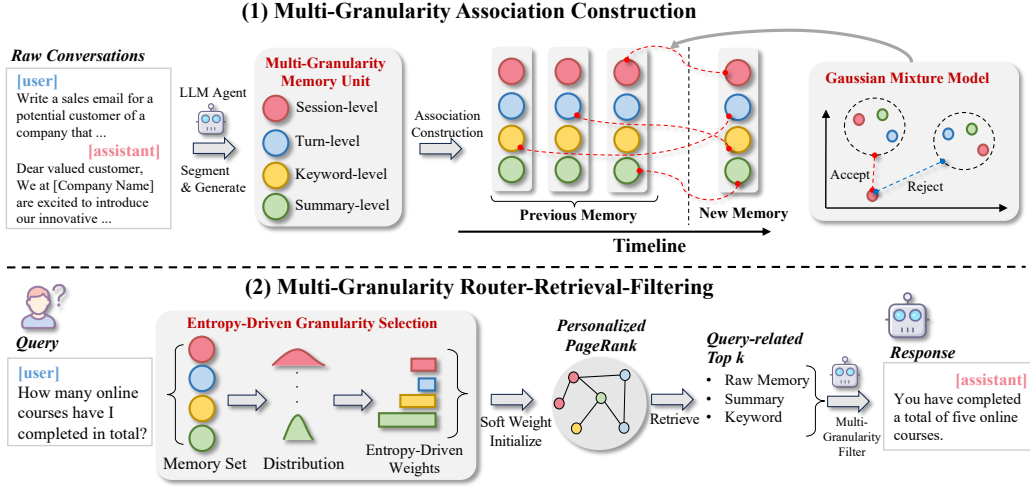 (1) Multi-Granularity Association Construction
Raw Conversations
[user]
Write a sales email for a
potential customer of a
company that ...
[assistant]
Dear valued customer,
We at [Company Name]
are excited to introduce
our innovative ...
LLM Agent
Segment
& Generate
Multi-Granularity
Memory Unit
Session-level
Turn-level
Keyword-level
Summary-level
Association
Construction
Previous Memory
New Memory
Timeline
Gaussian Mixture Model
Accept
Reject
(2) Multi-Granularity Router-Retrieval-Filtering
Query
[user]
How many online
courses have I
completed in total?
Entropy-Driven Granularity Selection
Memory Set
Distribution
Entropy-Driven
Weights
Soft Weight
Initialize
Personalized
PageRank
Retrieve
Query-related
Top k
• Raw Memory
• Summary
• Keyword
Multi-
Granularity
Filter
Response
[assistant]
You have completed
a total of five online
courses.